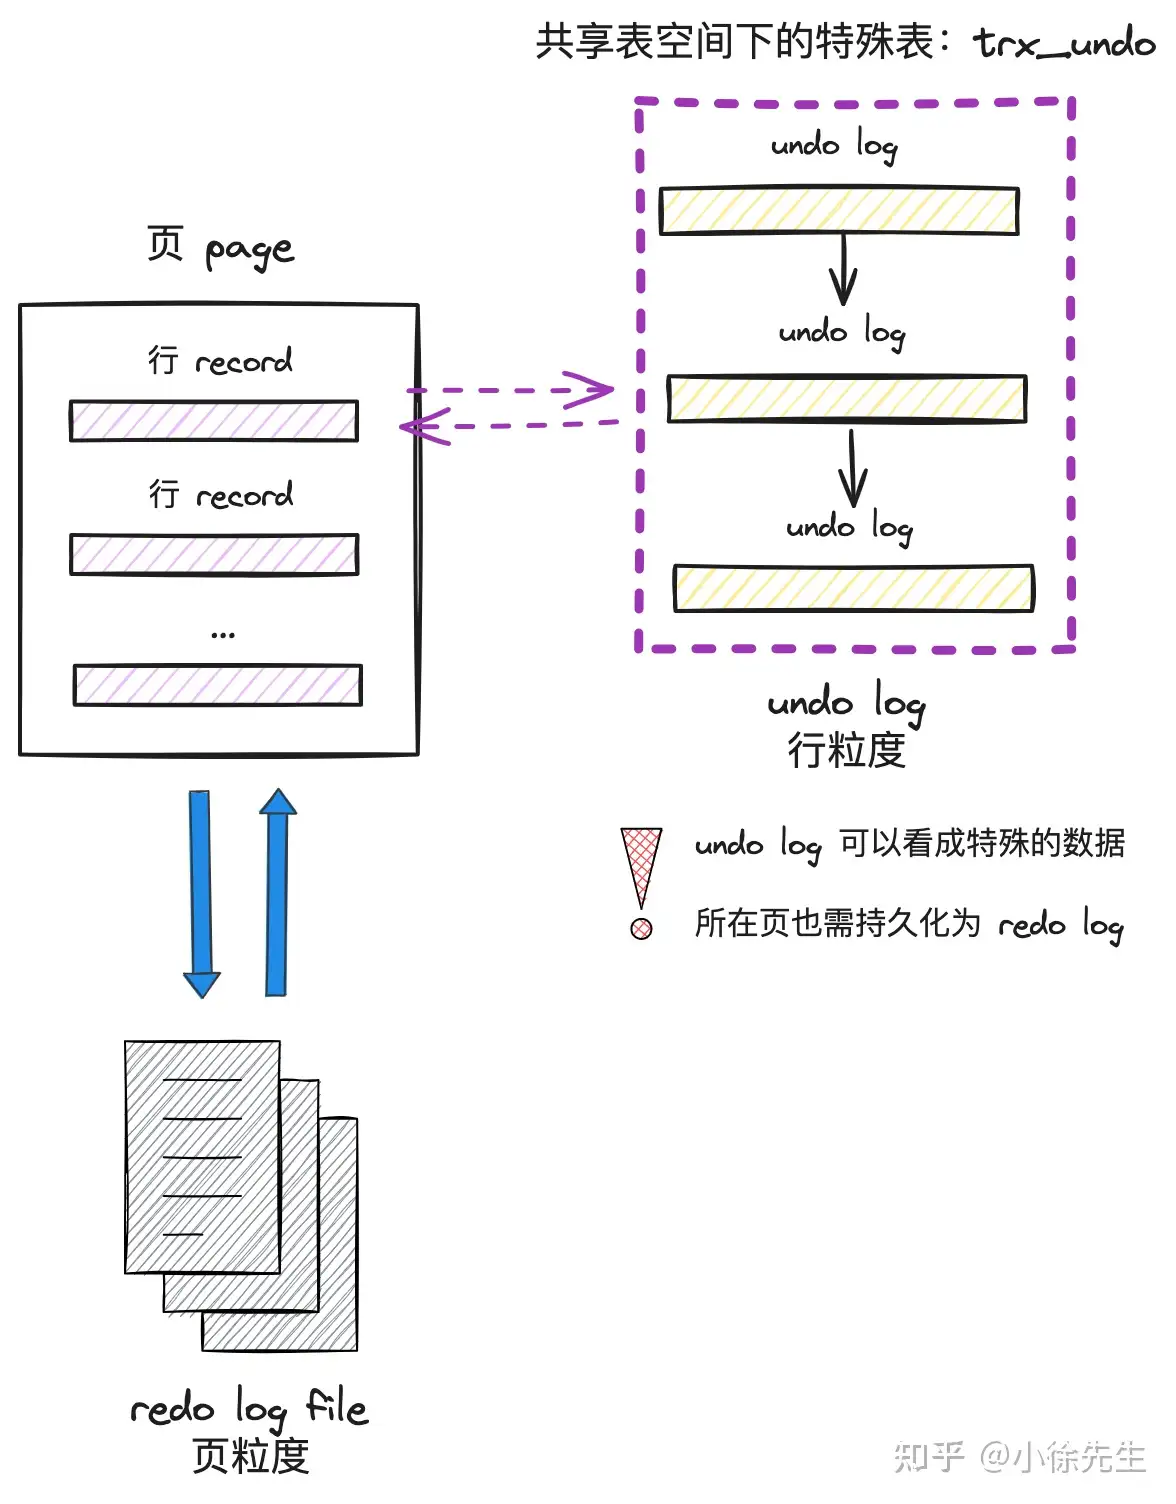 共享表空间下的特殊表：trx_undo
undo log
undo log
undo log
undo log
行粒度
页 page
行 record
行 record
...
undo log 可以看成特殊的数据
所在页也需持久化为 redo log
redo log file
页粒度
知乎 @小徐先生